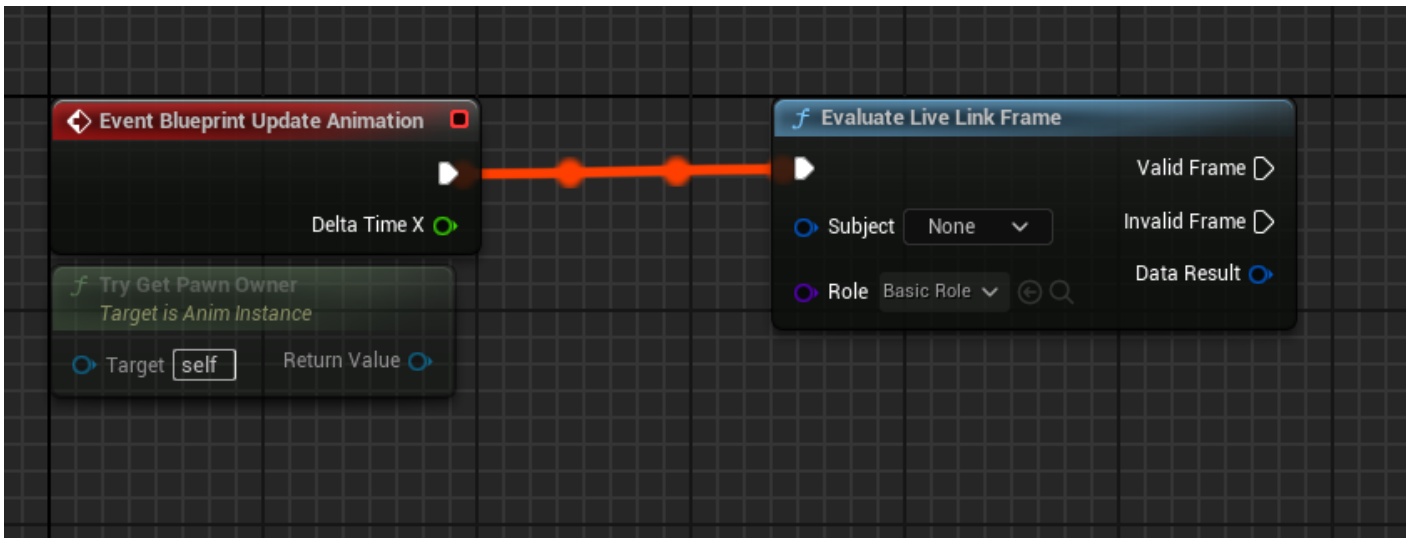 Event Blueprint Update Animation
Delta Time X
Try Get Pawn Owner
Target is Anim Instance
Target self Return Value
f Evaluate Live Link Frame
Valid Frame
Subject None Invalid Frame
Role Basic Role Data Result